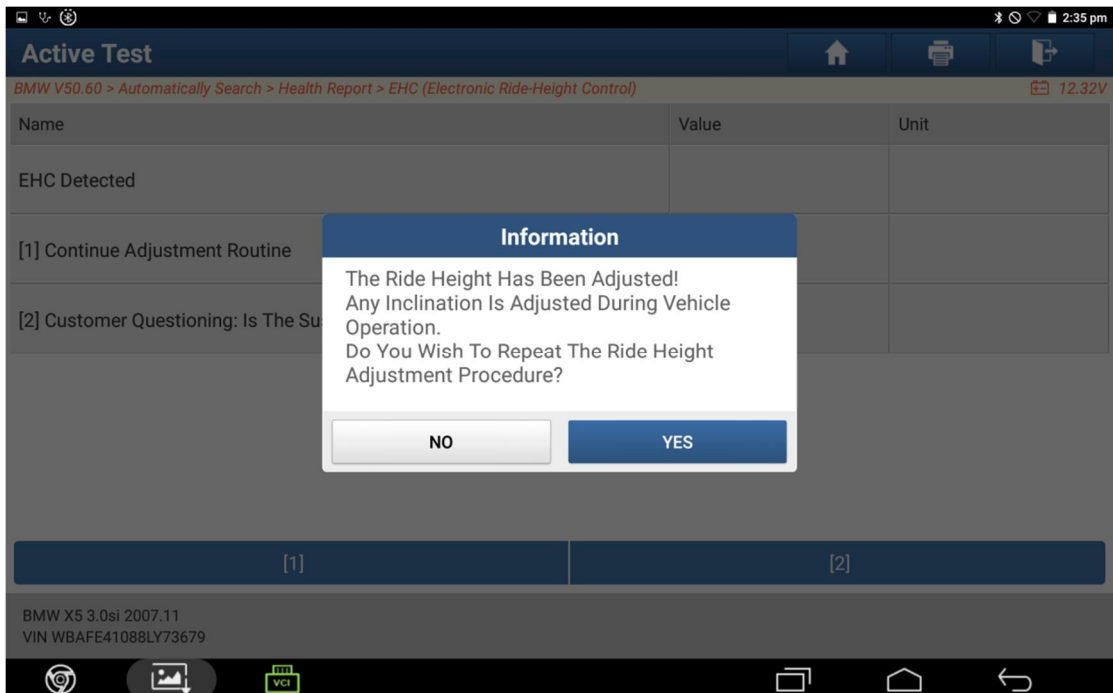 2:35 pm
Active Test
BMW V50.60 > Automatically Search > Health Report > EHC (Electronic Ride-Height Control)
12.32V
Name Value Unit
EHC Detected
[1] Continue Adjustment Routine
[2] Customer Questioning: Is The Su
Information
The Ride Height Has Been Adjusted!
Any Inclination Is Adjusted During Vehicle
Operation.
Do You Wish To Repeat The Ride Height
Adjustment Procedure?
NO YES
[1] [2]
BMW X5 3.0si 2007.11
VIN WBAFE41088LY73679
VCI